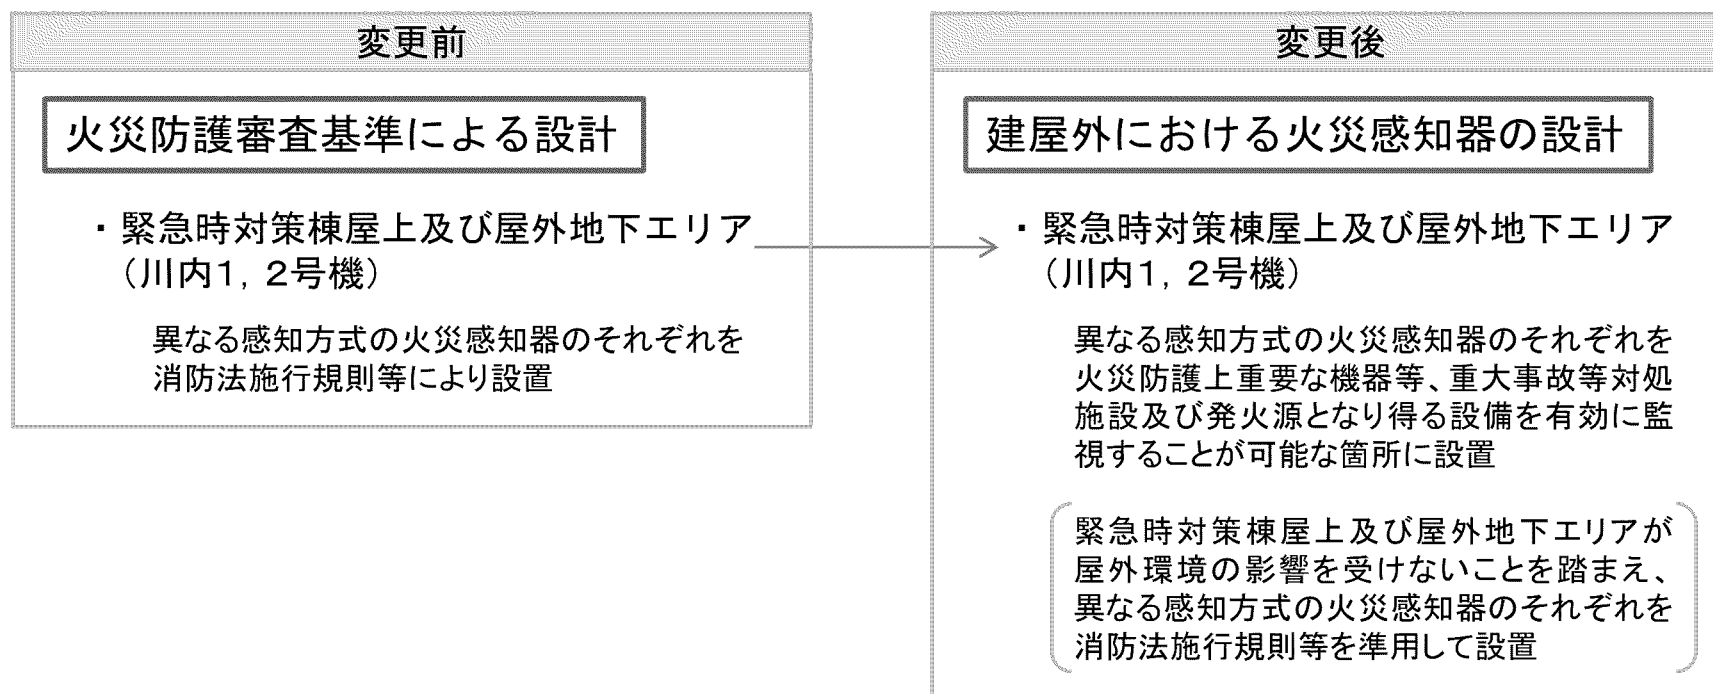 変更前
火災防護審査基準による設計
・緊急時対策棟屋上及び屋外地下エリア
（川内１，２号機）
異なる感知方式の火災感知器のそれぞれを
消防法施行規則等により設置
変更後
建屋外における火災感知器の設計
・緊急時対策棟屋上及び屋外地下エリア
（川内１，２号機）
異なる感知方式の火災感知器のそれぞれを
火災防護上重要な機器等、重大事故等対処
施設及び発火源となり得る設備を有効に監
視することが可能な箇所に設置
緊急時対策棟屋上及び屋外地下エリアが
屋外環境の影響を受けないことを踏まえ、
異なる感知方式の火災感知器のそれぞれを
消防法施行規則等を準用して設置